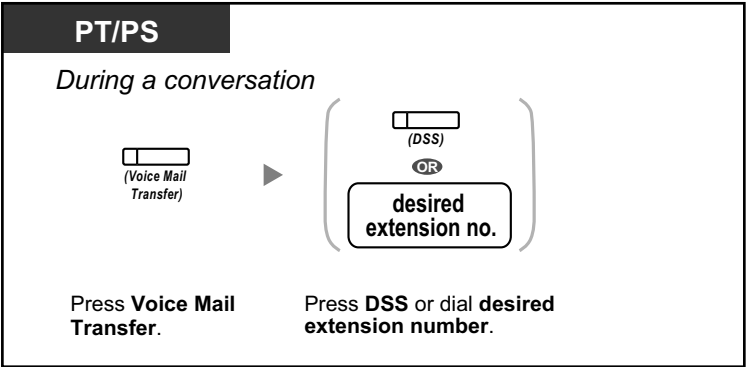 PT/PS
During a conversation
(Voice Mail
Transfer)
(DSS)
OR
desired
extension no.
Press Voice Mail
Transfer.
Press DSS or dial desired
extension number.